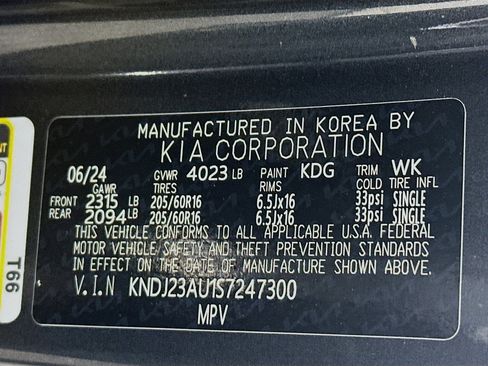 MANUFACTURED IN KOREA BY
KIA CORPORATION
06/24 GVWR 4023 LB PAINT KDG TRIM WK
GAWR TIRES RIMS COLD TIRE INFL
FRONT 2315 LB 205/60R16 6.5Jx16 33psi SINGLE
REAR 2094 LB 205/60R16 6.5Jx16 33psi SINGLE
THIS VEHICLE CONFORMS TO ALL APPLICABLE U.S.A. FEDERAL
MOTOR VEHICLE SAFETY AND THEFT PREVENTION STANDARDS
IN EFFECT ON THE DATE OF MANUFACTURE SHOWN ABOVE.
V.I.N KNDJ23AU1S7247300
MPV
T66